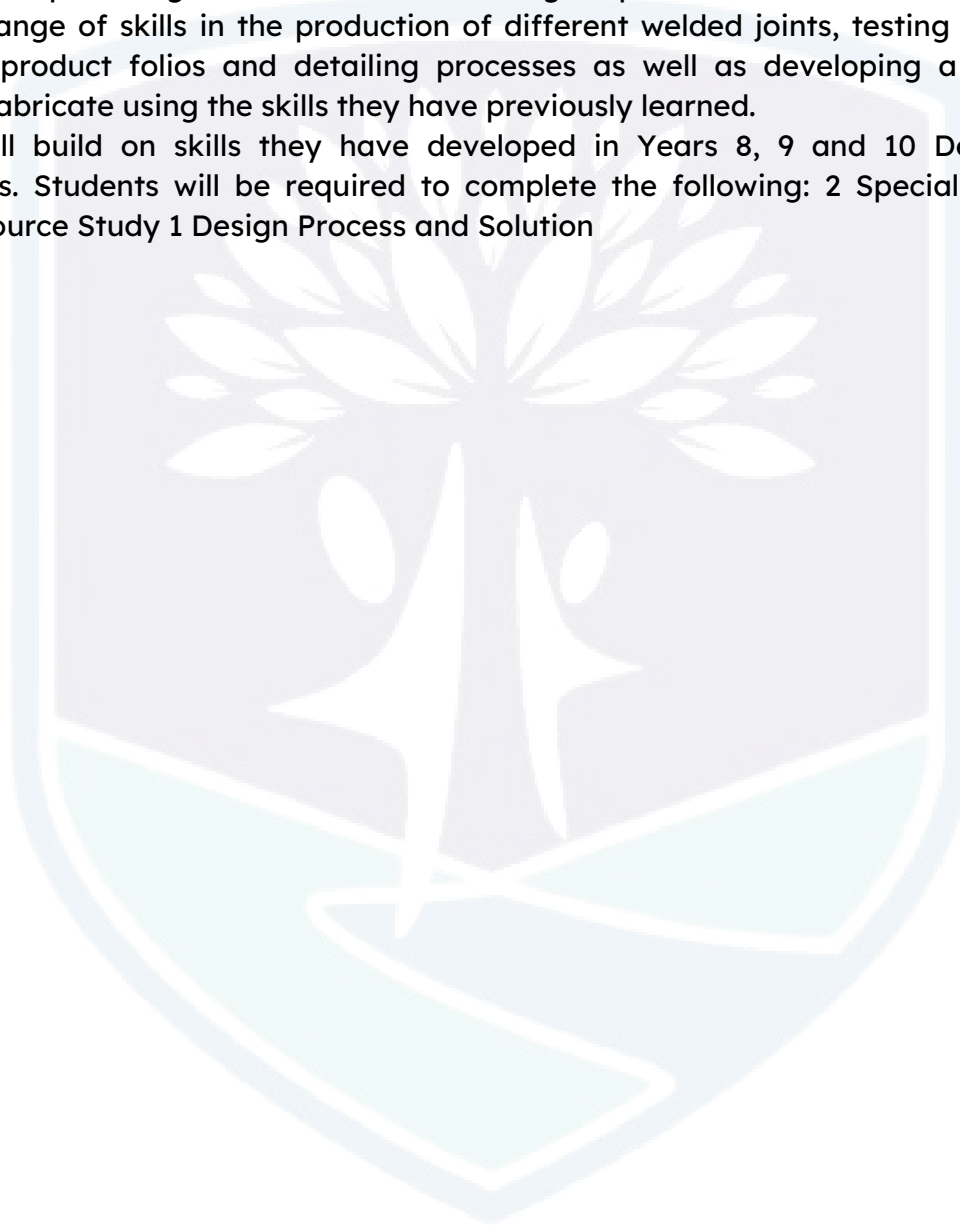 ange of skills in the production of different welded joints, testing
product folios and detailing processes as well as developing a
abricate using the skills they have previously learned.
ll build on skills they have developed in Years 8, 9 and 10 De
s. Students will be required to complete the following: 2 Special
ource Study 1 Design Process and Solution